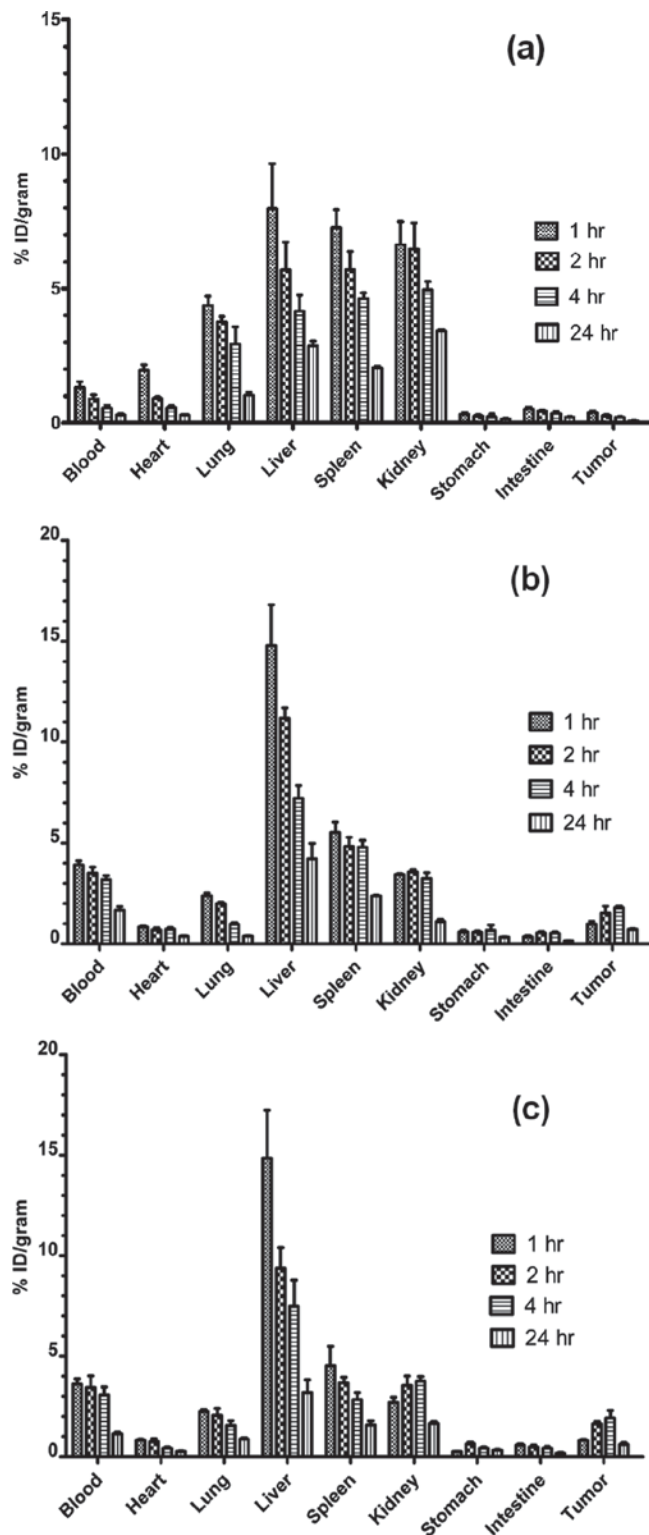 15
(a)
10
% ID/gram
1 hr
2 hr
5
4 hr
24 hr
0
Blood Heart Lung Liver Spleen Kidney Stomach Intestine Tumor
20
(b)
15
% ID/gram
1 hr
10
2 hr
4 hr
5
24 hr
0
Blood Heart Lung Liver Spleen Kidney Stomach Intestine Tumor
20
(c)
15
% ID/gram
1 hr
10
2 hr
4 hr
5
24 hr
0
Blood Heart Lung Liver Spleen Kidney Stomach Intestine Tumor